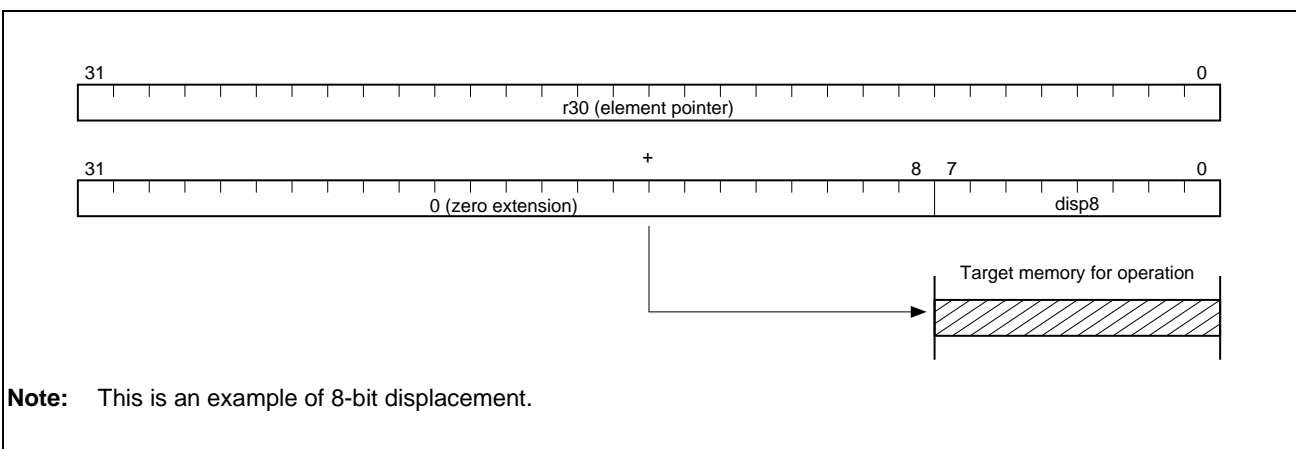 31 0
r30 (element pointer)
+
31 8 7 0
0 (zero extension) disp8
Target memory for operation
Note: This is an example of 8-bit displacement.